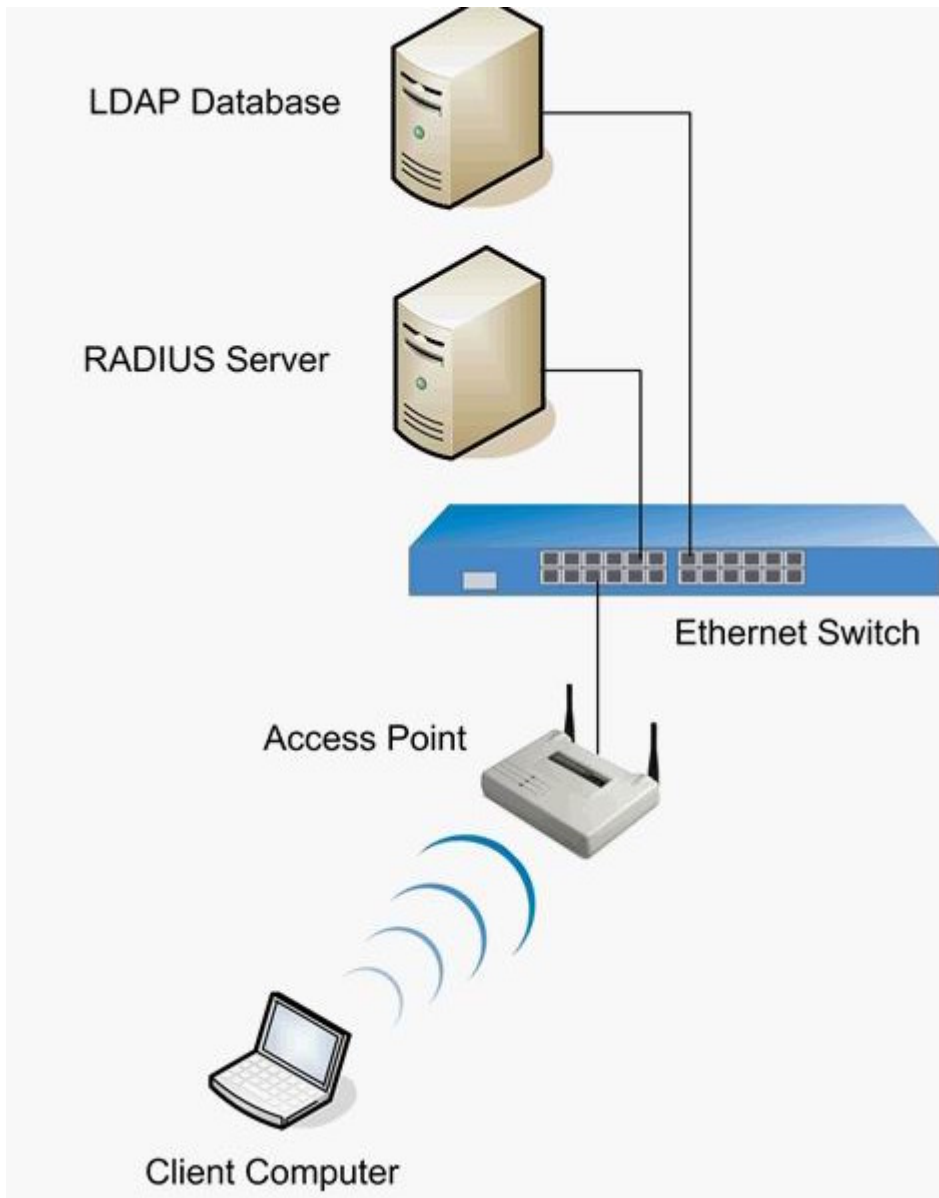 LDAP Database
RADIUS Server
Ethernet Switch
Access Point
Client Computer